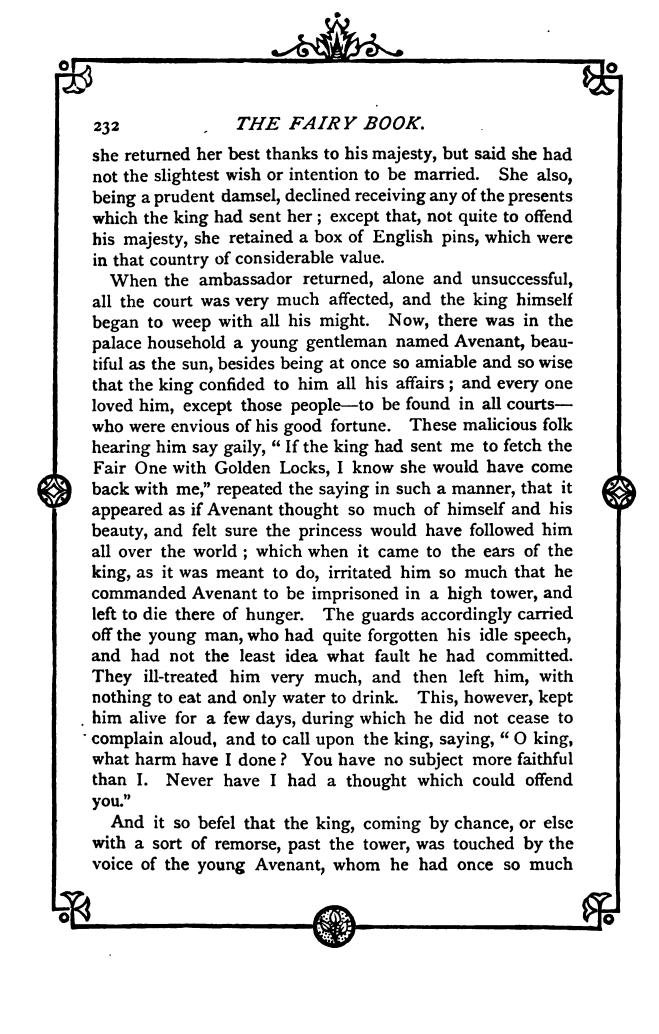 232 THE FAIRY BOOK.
she returned her best thanks to his majesty, but said she had
not the slightest wish or intention to be married. She also,
being a prudent damsel, declined receiving any of the presents
which the king had sent her ; except that, not quite to offend
his majesty, she retained a box of English pins, which were
in that country of considerable value.
When the ambassador returned, alone and unsuccessful,
all the court was very much affected, and the king himself
began to weep with all his might. Now, there was in the
palace household a young gentleman named Avenant, beau-
tiful as the sun, besides being at once so amiable and so wise
that the king confided to him all his affairs ; and every one
loved him, except those people—to be found in all courts—
who were envious of his good fortune. These malicious folk
hearing him say gaily, “ If the king had sent me to fetch the
Fair One with Golden Locks, I know she would have come
back with me,” repeated the saying in such a manner, that it
appeared as if Avenant thought so much of himself and his
beauty, and felt sure the princess would have followed him
all over the world ; which when it came to the ears of the
king, as it was meant to do, irritated him so much that he
commanded Avenant to be imprisoned in a high tower, and
left to die there of hunger. The guards accordingly carried
off the young man, who had quite forgotten his idle speech,
and had not the least idea what fault he had committed.
They ill-treated him very much, and then left him, with
nothing to eat and only water to drink. This, however, kept
him alive for a few days, during which he did not cease to
complain aloud, and to call upon the king, saying, “ O king,
what harm have I done ? You have no subject more faithful
than I. Never have I had a thought which could offend
you.”
And it so befel that the king, coming by chance, or else
with a sort of remorse, past the tower, was touched by the
voice of the young Avenant, whom he had once so much